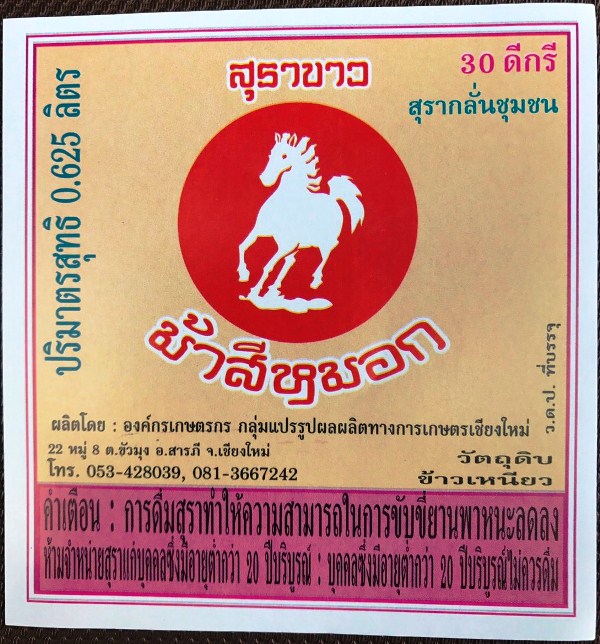 สุราขาว
30 ดีกรี
สุรากลั่นชุมชน
ปริมาตรสุทธิ 0.625 ลิตร
ม้าสีหมอก
ว.ด.ป. ที่บรรจุ
ผลิตโดย : องค์กรเกษตรกร กลุ่มแปรรูปผลผลิตทางการเกษตรเชียงใหม่
22 หมู่ 8 ต.ขัวมุง อ.สารภี จ.เชียงใหม่
โทร. 053-428039, 081-3667242
วัตถุดิบ
ข้าวเหนียว
คำเตือน : การดื่มสุราทำให้ความสามารถในการขับขี่ยานพาหนะลดลง
ห้ามจำหน่ายสุราแก่บุคคลซึ่งมีอายุต่ำกว่า 20 ปีบริบูรณ์ : บุคคลซึ่งมีอายุต่ำกว่า 20 ปีบริบูรณ์ไม่ควรดื่ม